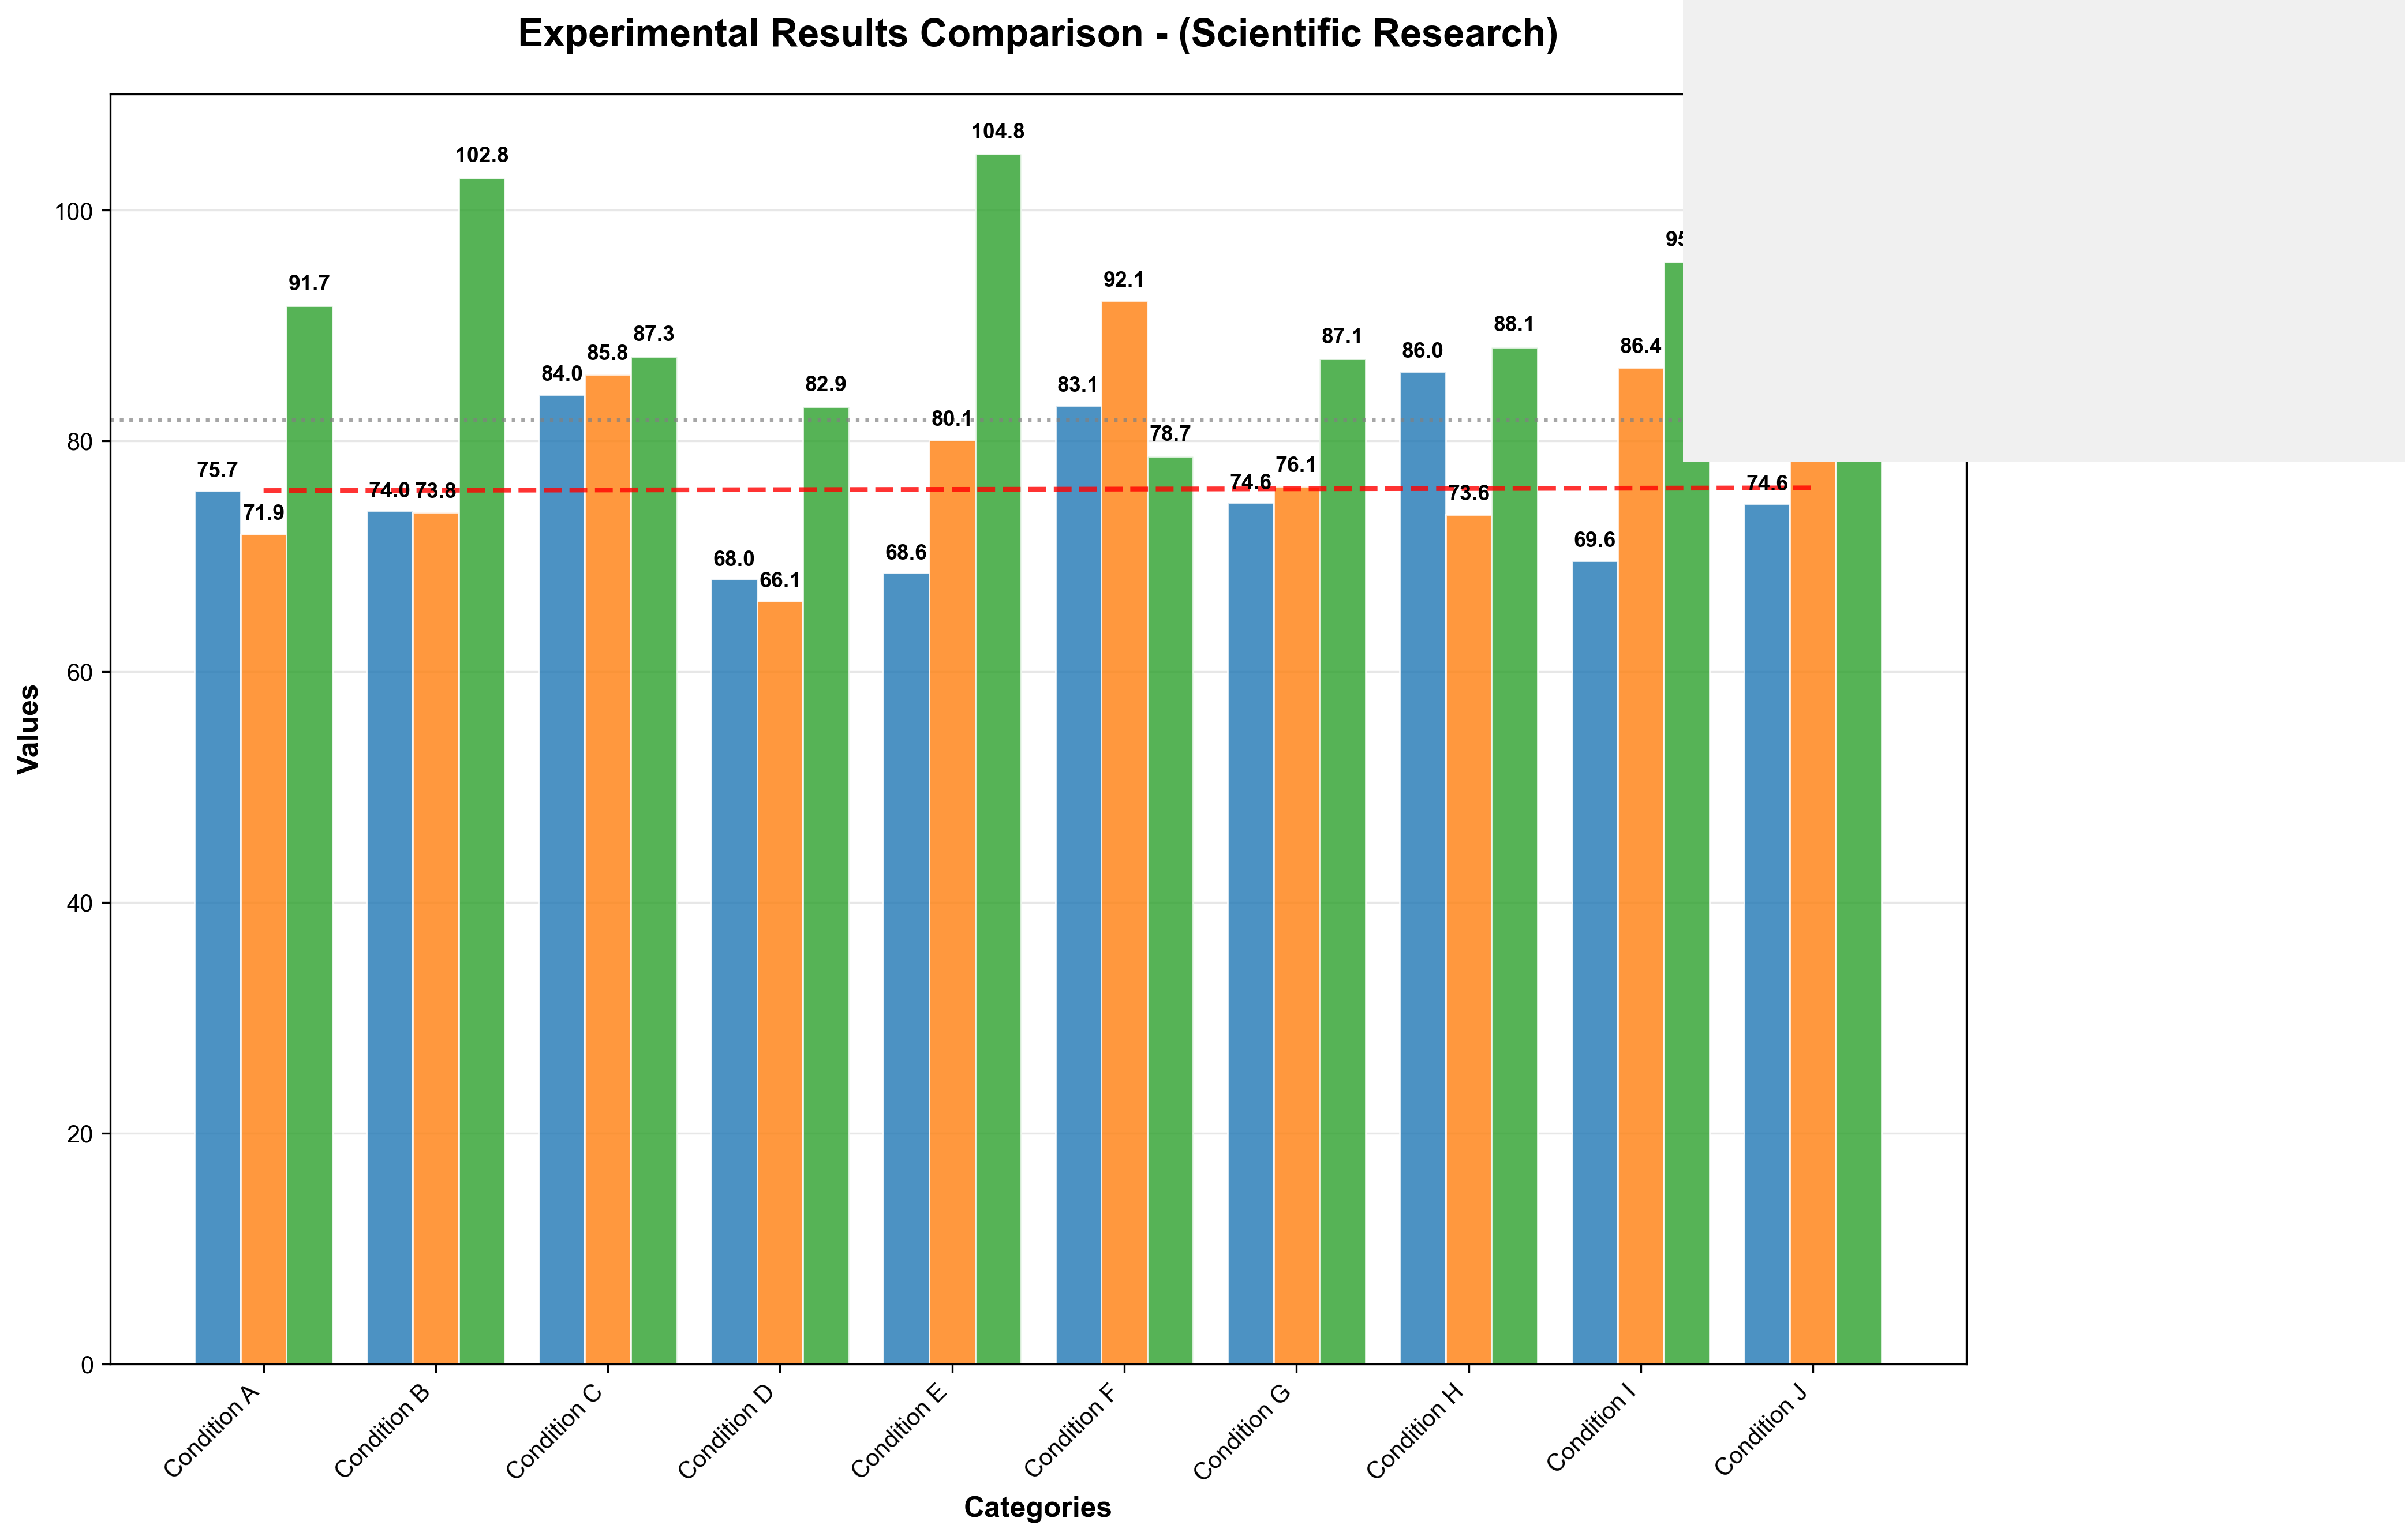 Experimental Results Comparison - (Scientific Research)
Values
100
80
60
40
20
0
75.7
71.9
91.7
74.0
73.8
102.8
84.0
85.8
87.3
68.0
66.1
82.9
68.6
80.1
104.8
83.1
92.1
78.7
74.6
76.1
87.1
86.0
73.6
88.1
69.6
86.4
74.6
Condition A
Condition B
Condition C
Condition D
Condition E
Condition F
Condition G
Condition H
Condition I
Condition J
Categories